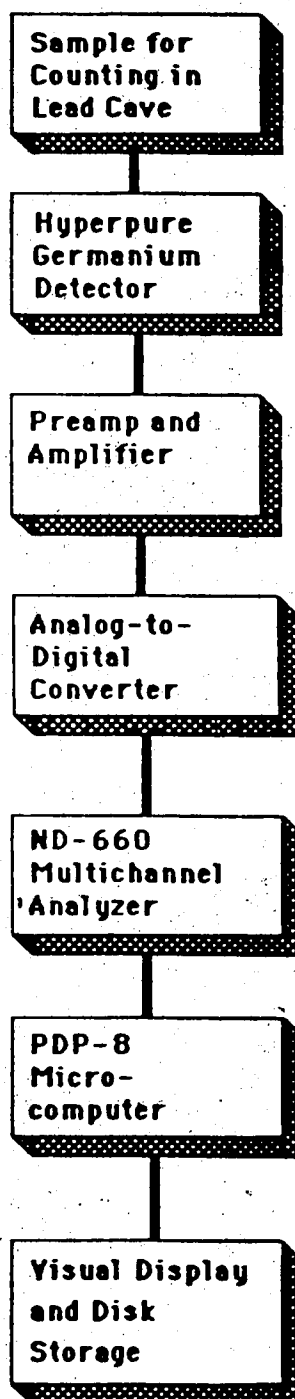 Sample for
Counting in
Lead Cave
Hyperpure
Germanium
Detector
Preamp and
Amplifier
Analog-to-
Digital
Converter
ND-660
Multichannel
Analyzer
PDP-8
Micro-
computer
Visual Display
and Disk
Storage